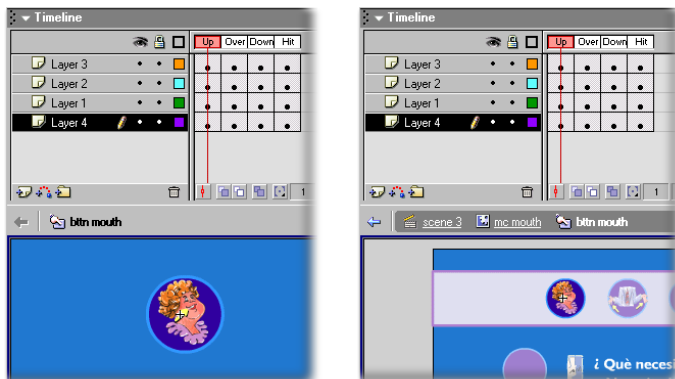 Timeline
Up Over Down Hit
Layer 3
Layer 2
Layer 1
Layer 4
1
bttn mouth
Timeline
Up Over Down Hit
Layer 3
Layer 2
Layer 1
Layer 4
1
scene 3 mc mouth bttn mouth
¿ Què necesi